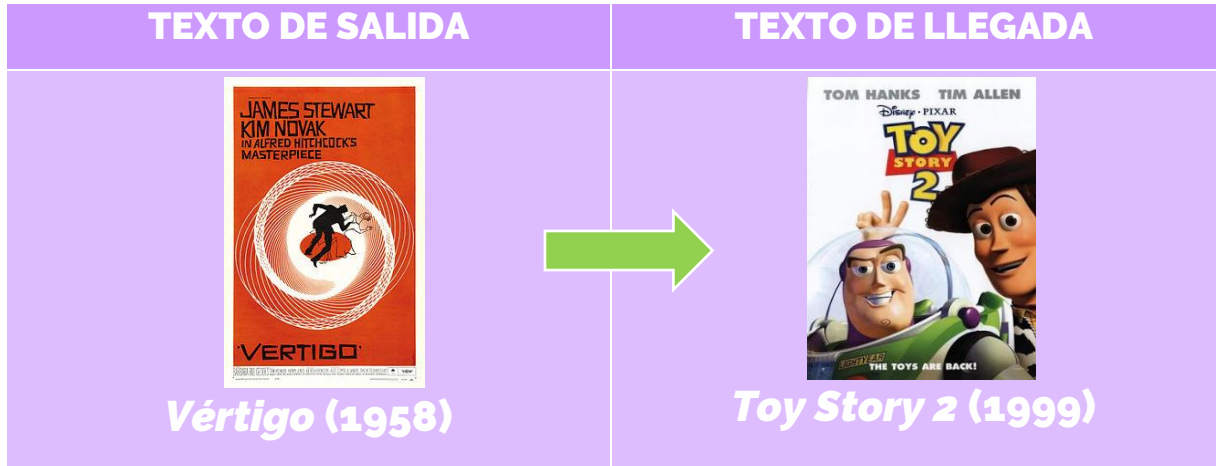 TEXTO DE SALIDA
TEXTO DE LLEGADA
JAMES STEWART
KIM NOVAK
IN ALFRED HITCHCOCK'S
MASTERPIECE
'VERTIGO'
Vértigo (1958)
TOM HANKS TIM ALLEN
Disney · PIXAR
TOY
STORY
2
LIGHTYEAR
THE TOYS ARE BACK!
Toy Story 2 (1999)